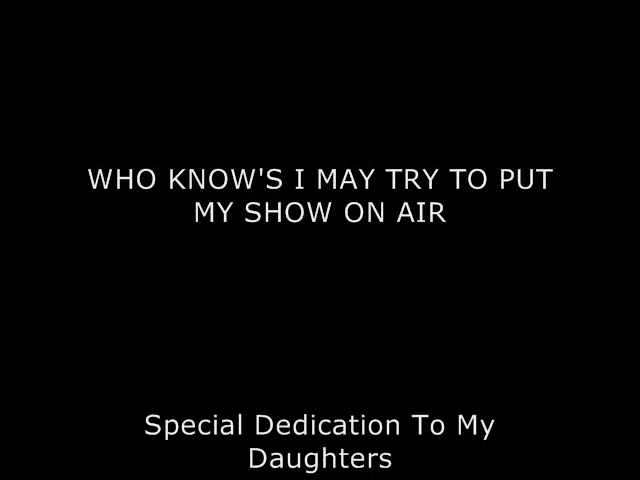 WHO KNOW'S I MAY TRY TO PUT
MY SHOW ON AIR
Special Dedication To My
Daughters